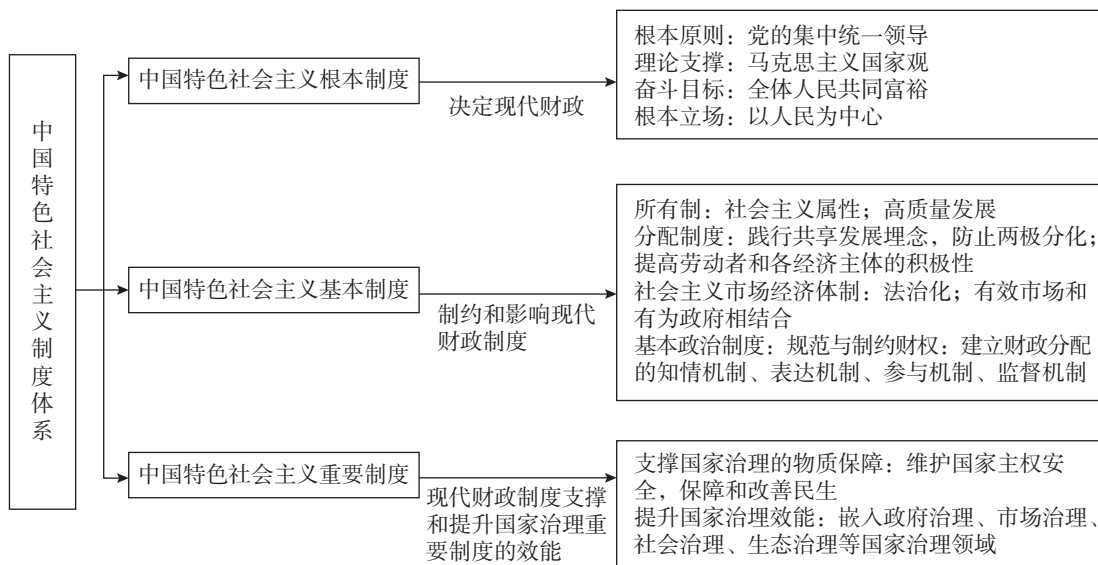 中国特色社会主义制度体系
中国特色社会主义根本制度
决定现代财政
根本原则：党的集中统一领导
理论支撑：马克思主义国家观
奋斗目标：全体人民共同富裕
根本立场：以人民为中心
中国特色社会主义基本制度
制约和影响现代
财政制度
所有制：社会主义属性；高质量发展
分配制度：践行共享发展埋念，防止两极分化；
提高劳动者和各经济主体的积极性
社会主义市场经济体制：法治化；有效市场和
有为政府相结合
基本政治制度：规范与制约财权：建立财政分配
的知情机制、表达机制、参与机制、监督机制
中国特色社会主义重要制度
现代财政制度支撑
和提升国家治理重
要制度的效能
支撑国家治理的物质保障：维护国家主权安
全，保障和改善民生
提升国家治理效能：嵌入政府治理、市场治理、
社会治理、生态治理等国家治理领域